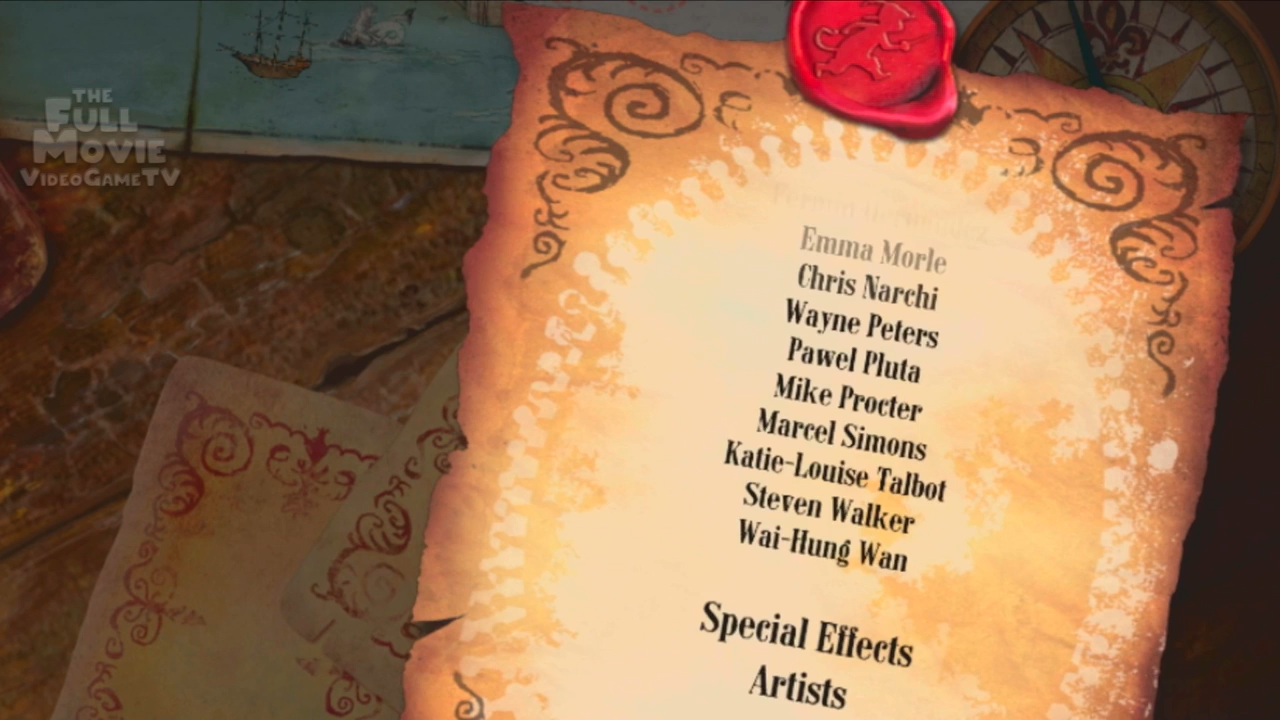 THE
FULL
MOVIE
VIDEOGAMETV
Emma Morle
Chris Narchi
Wayne Peters
Pawel Pluta
Mike Procter
Marcel Simons
Katie-Louise Talbot
Steven Walker
Wai-Hung Wan
Special Effects
Artists